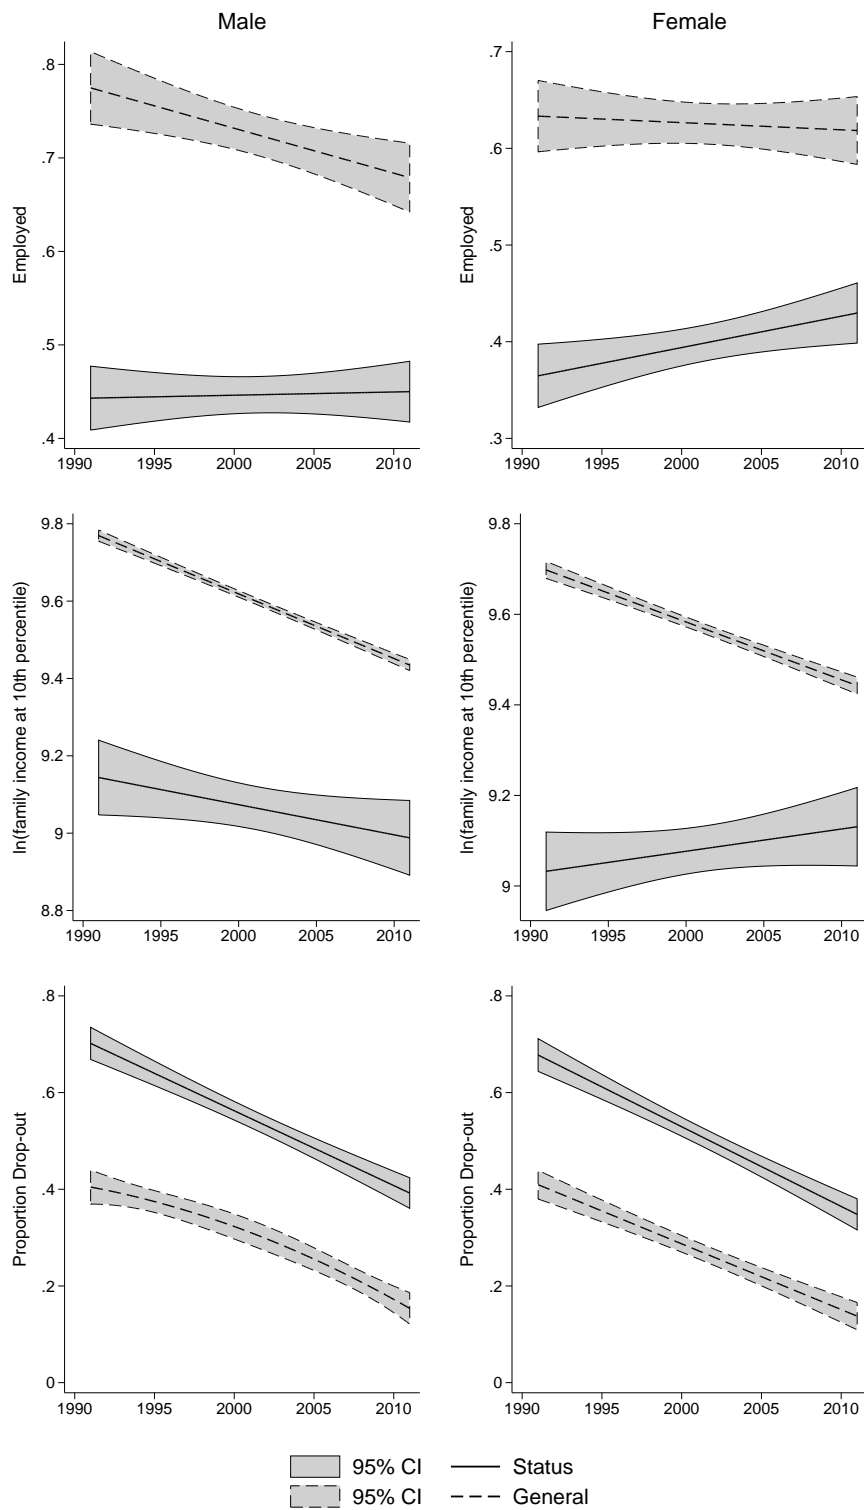 Male
Female
Employed
.8
.7
.6
.5
.4
1990 1995 2000 2005 2010
Employed
.7
.6
.5
.4
.3
1990 1995 2000 2005 2010
ln(family income at 10th percentile)
9.8
9.6
9.4
9.2
9
8.8
1990 1995 2000 2005 2010
ln(family income at 10th percentile)
9.8
9.6
9.4
9.2
9
1990 1995 2000 2005 2010
Proportion Drop-out
.8
.6
.4
.2
0
1990 1995 2000 2005 2010
Proportion Drop-out
.8
.6
.4
.2
0
1990 1995 2000 2005 2010
95% CI Status
95% CI General